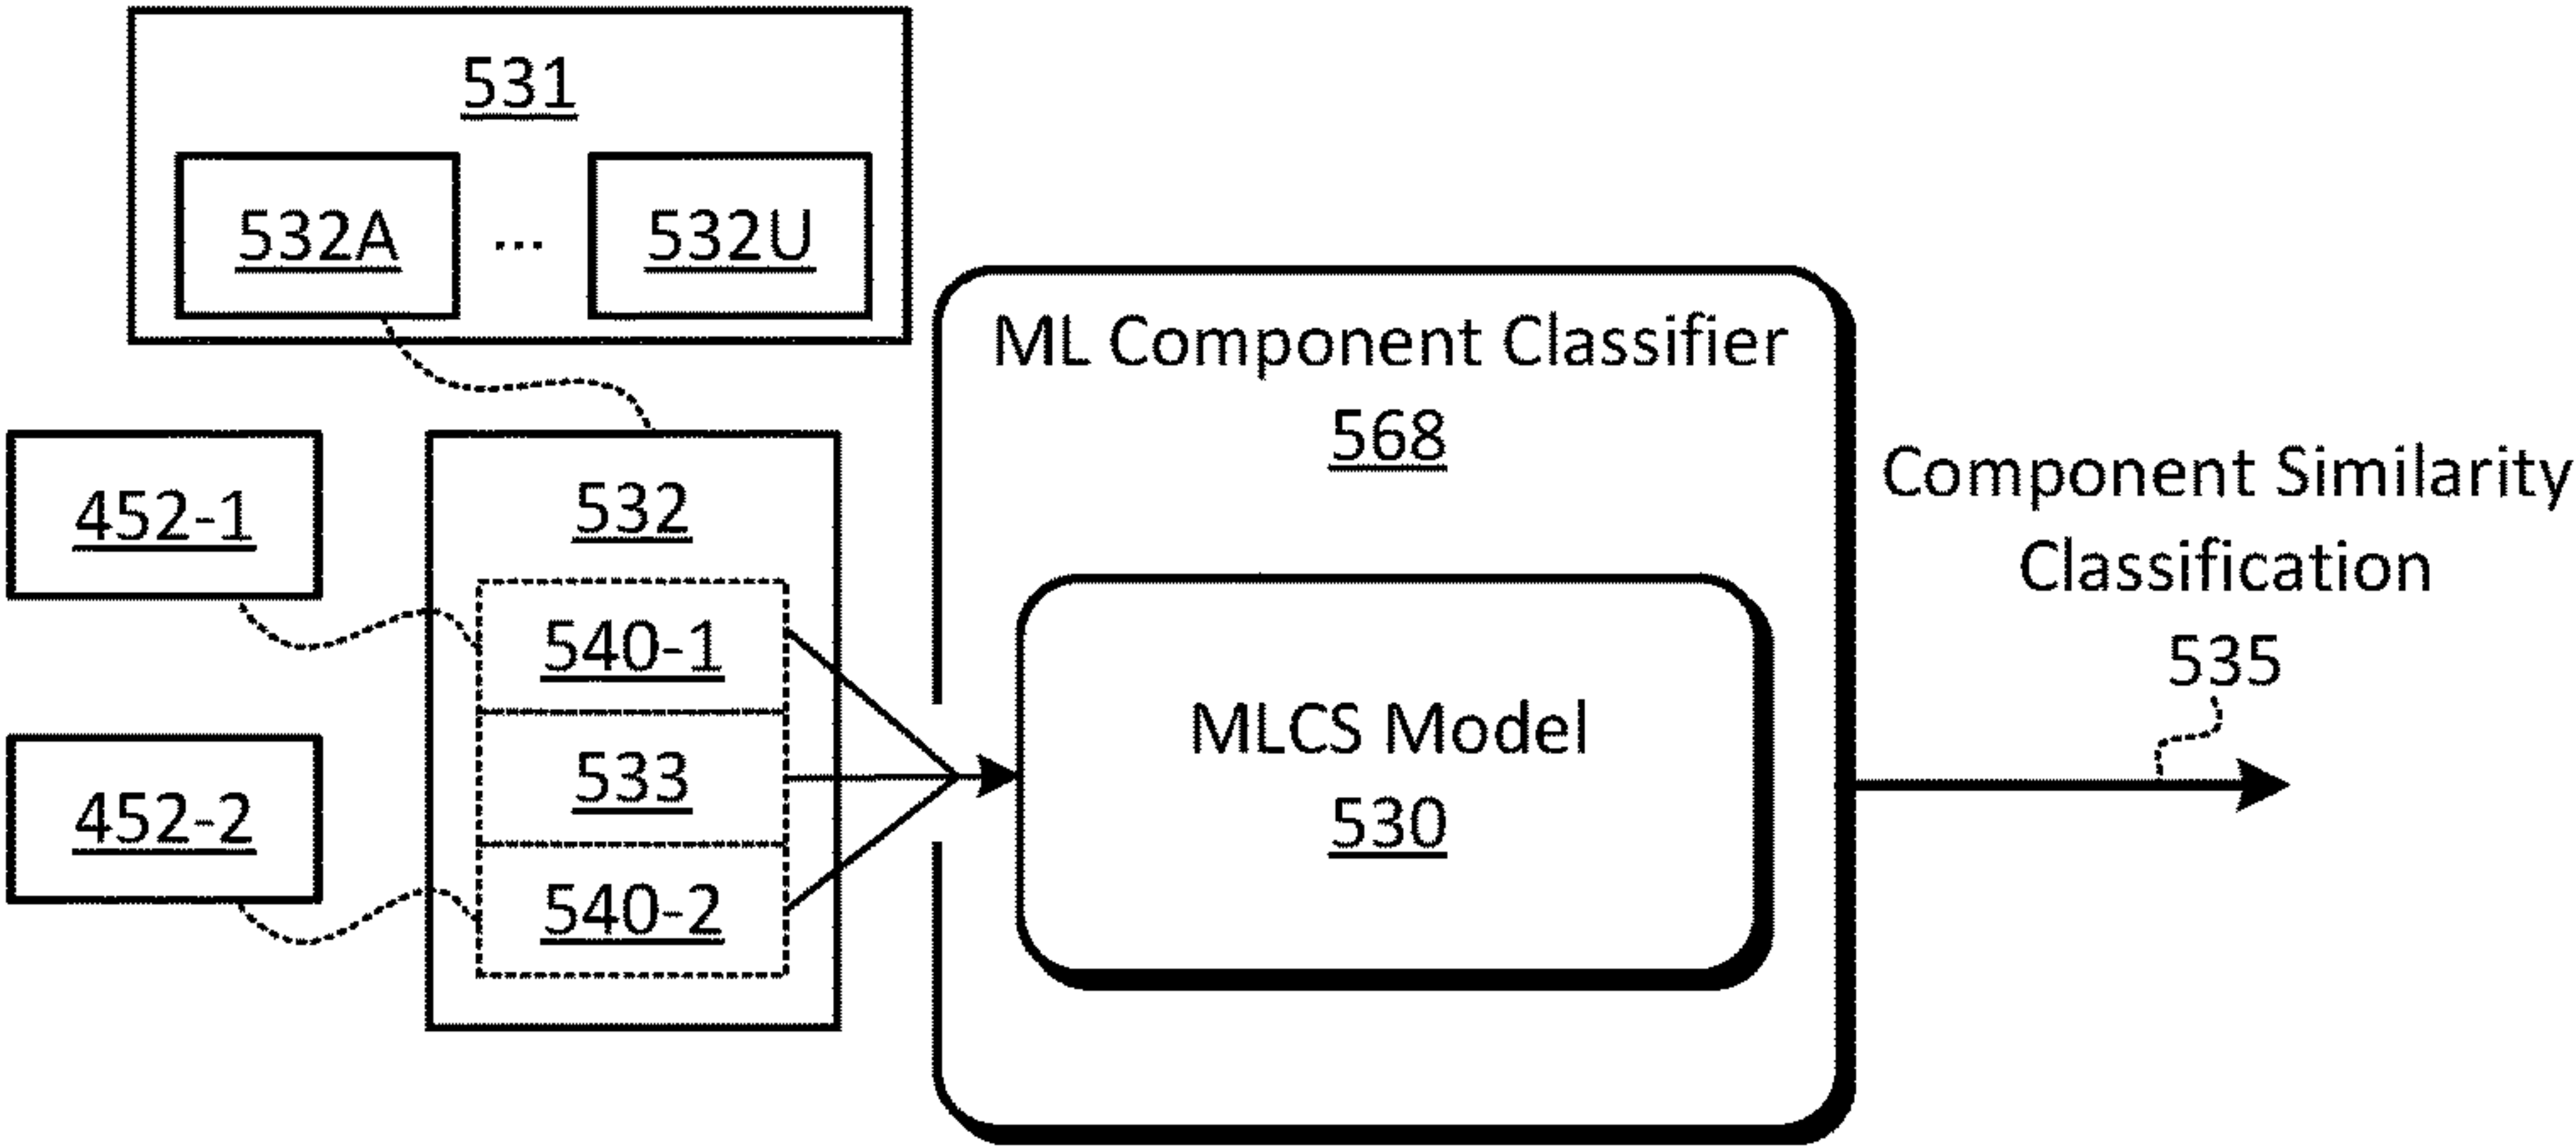 531
532A ... 532U
ML Component Classifier
568
452-1
532
Component Similarity
Classification
535
540-1
533
540-2
452-2
MLCS Model
530